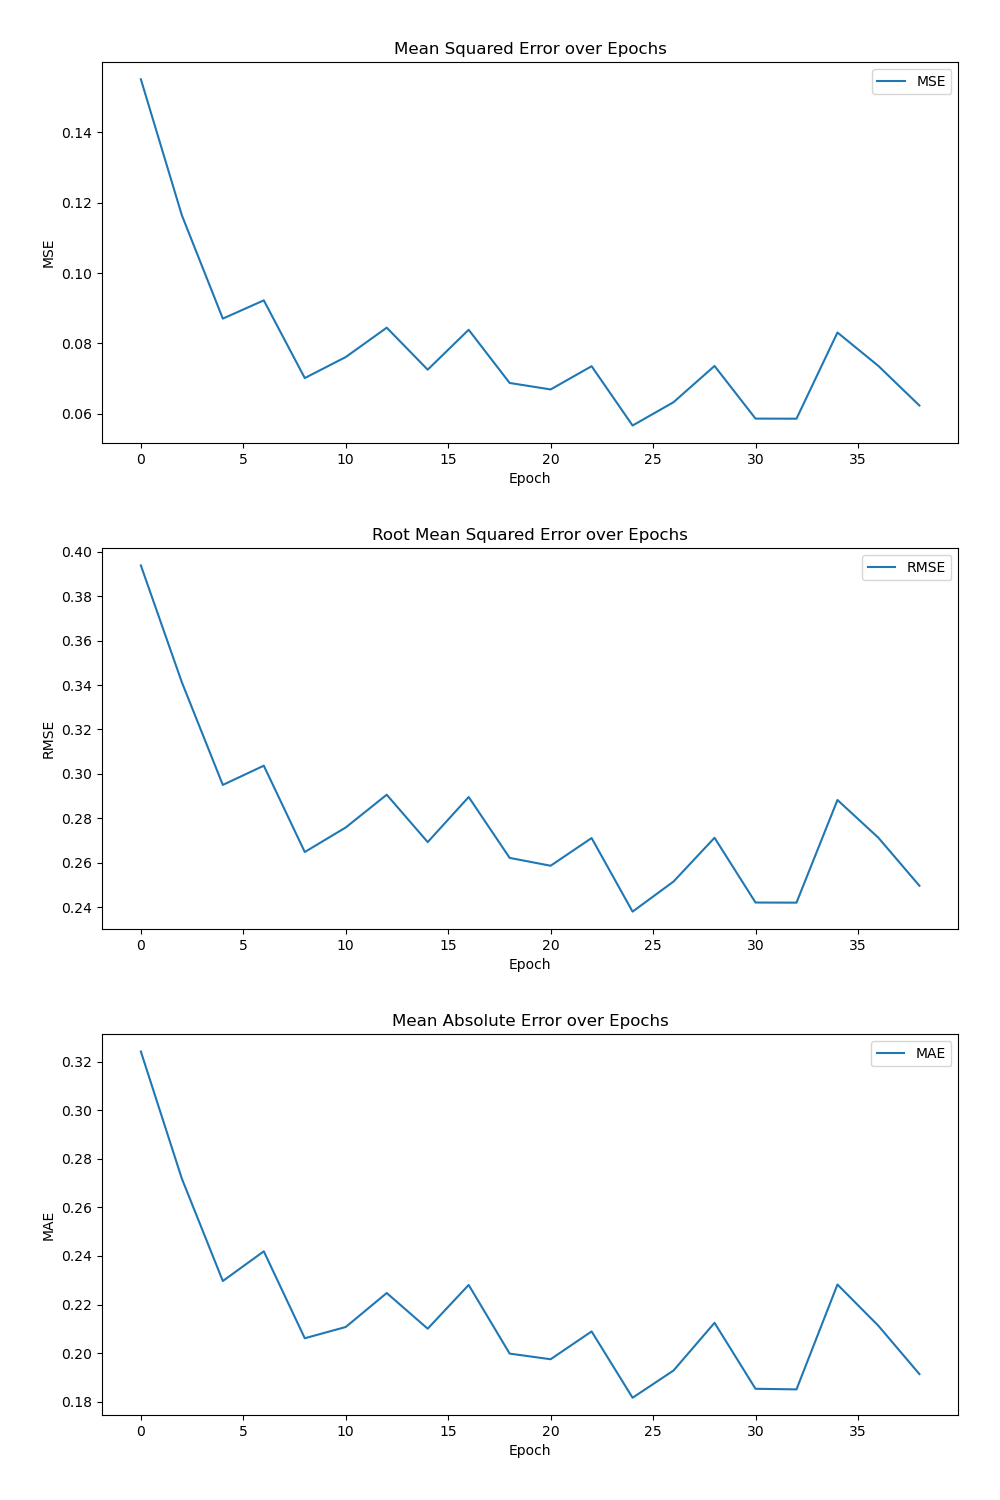 Mean Squared Error over Epochs
MSE
0.14
0.12
0.10
0.08
0.06
MSE
0 5 10 15 20 25 30 35
Epoch
Root Mean Squared Error over Epochs
RMSE
0.40
0.38
0.36
0.34
0.32
0.30
0.28
0.26
0.24
RMSE
0 5 10 15 20 25 30 35
Epoch
Mean Absolute Error over Epochs
MAE
0.32
0.30
0.28
0.26
0.24
0.22
0.20
0.18
MAE
0 5 10 15 20 25 30 35
Epoch